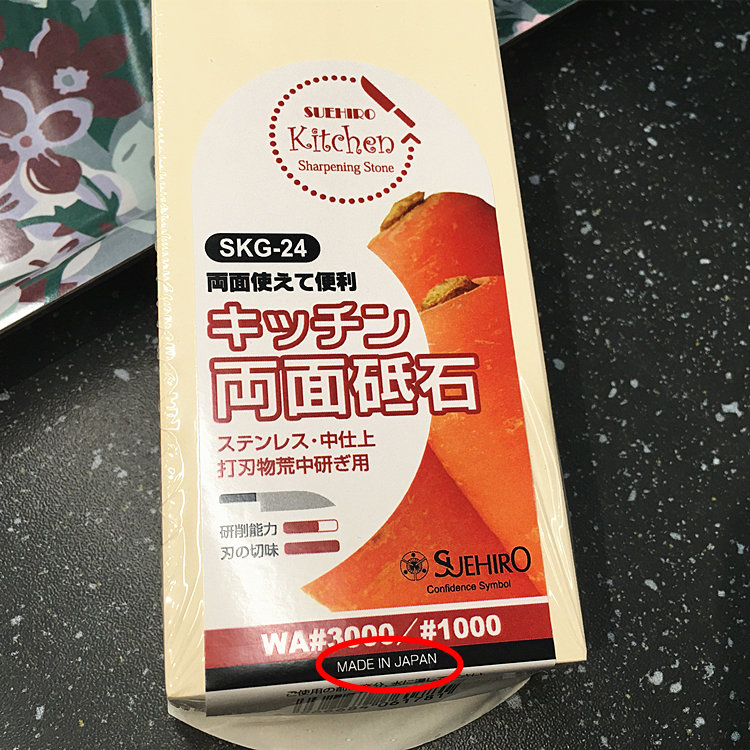 SUEHIRO
Kitchen
Sharpening Stone
SKG-24
両面使えて便利
キッチン
両面砥石
ステンレス・中仕上
打刃物荒中研ぎ用
研削能力
刃の切味
SUEHIRO
Confidence Symbol
WA#3000/#1000
MADE IN JAPAN